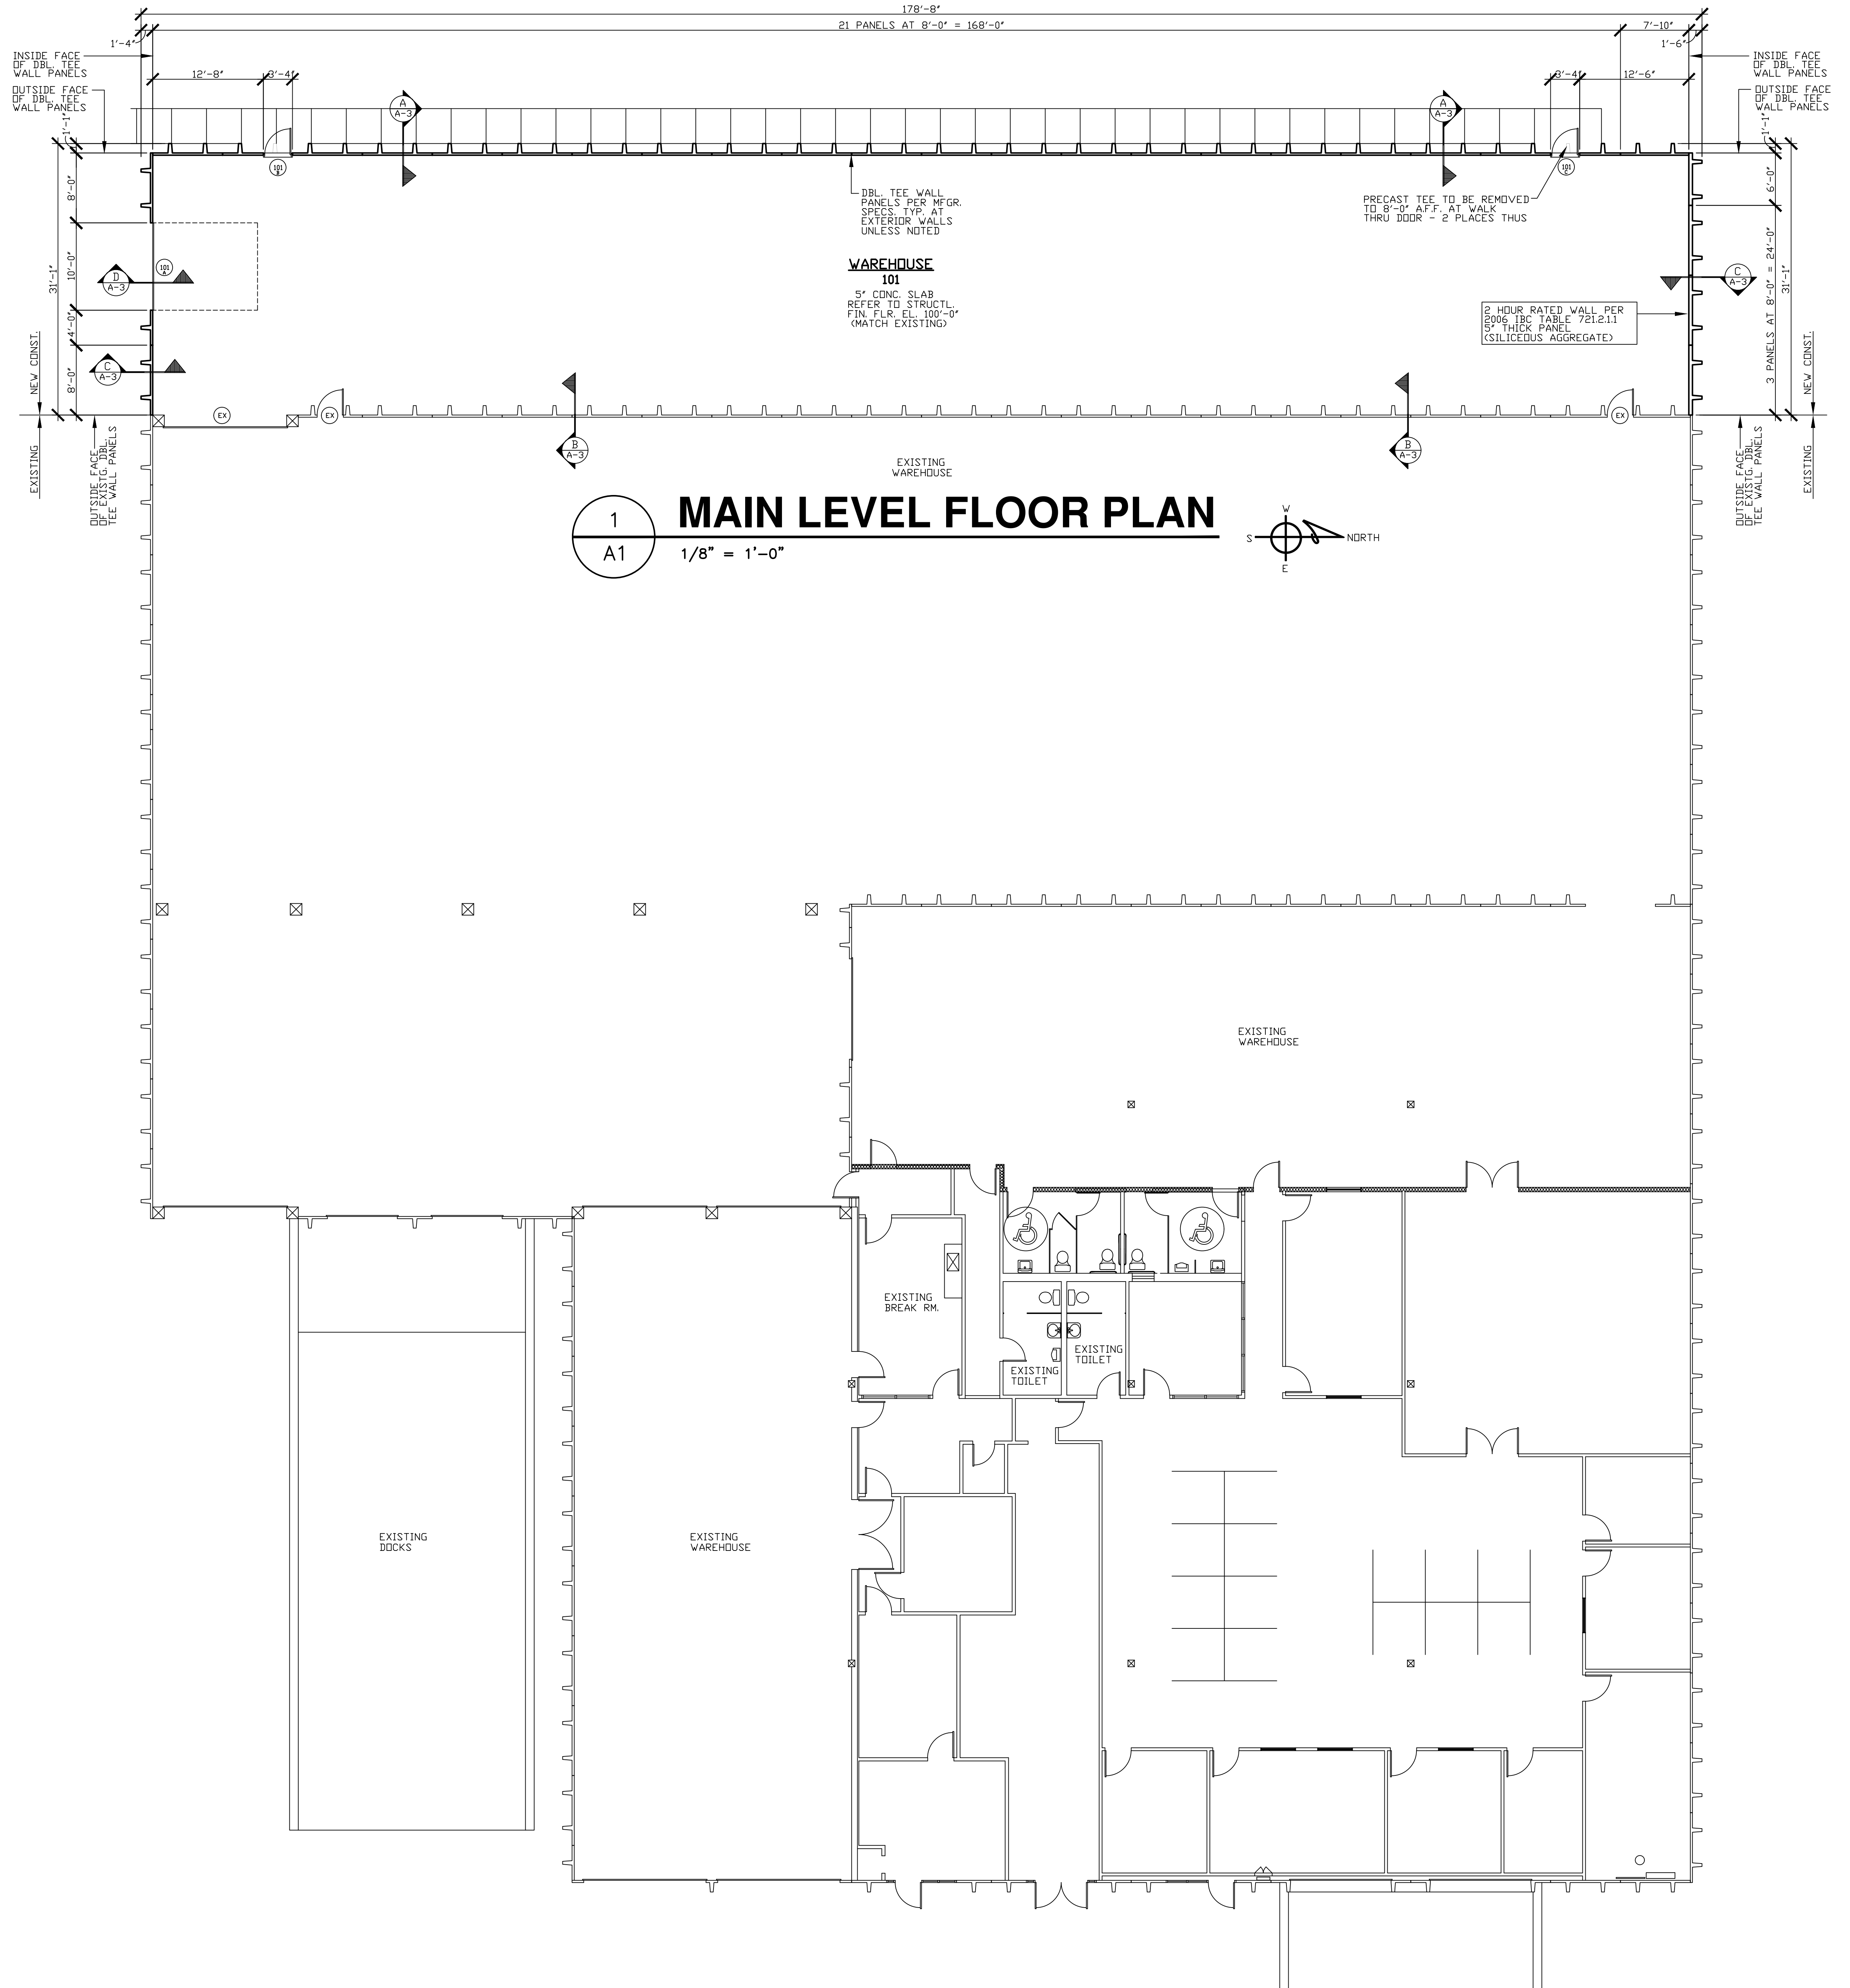 178'-8"
21 PANELS AT 8'-0" = 168'-0"
7'-10"
1'-4"
1'-6"
INSIDE FACE
OF DBL. TEE
WALL PANELS
12'-8"
3'-4"
3'-4"
12'-6"
INSIDE FACE
OF DBL. TEE
WALL PANELS
OUTSIDE FACE
OF DBL. TEE
WALL PANELS
OUTSIDE FACE
OF DBL. TEE
WALL PANELS
A
A-3
A
A-3
1'-1"
1'-1"
101
B
101
C
8'-0"
6'-0"
DBL. TEE WALL
PANELS PER MFGR.
SPECS. TYP. AT
EXTERIOR WALLS
UNLESS NOTED
PRECAST TEE TO BE REMOVED
TO 8'-0" A.F.F. AT WALK
THRU DOOR - 2 PLACES THUS
31'-1"
10'-0"
D
A-3
101
A
WAREHOUSE
101
5" CONC. SLAB
REFER TO STRUCTL.
FIN. FLR. EL. 100'-0"
(MATCH EXISTING)
C
A-3
3 PANELS AT 8'-0" = 24'-0"
31'-1"
2 HOUR RATED WALL PER
2006 IBC TABLE 721.2.1.1
5" THICK PANEL
(SILICEOUS AGGREGATE)
4'-0"
8'-0"
C
A-3
NEW CONST.
NEW CONST.
EX
EX
EX
EXISTING
OUTSIDE FACE
OF EXISTG. DBL.
TEE WALL PANELS
B
A-3
B
A-3
OUTSIDE FACE
OF EXISTG. DBL.
TEE WALL PANELS
EXISTING
EXISTING
WAREHOUSE
1
A1
MAIN LEVEL FLOOR PLAN
1/8" = 1'-0"
W
S
NORTH
E
EXISTING
WAREHOUSE
EXISTING
BREAK RM.
EXISTING
TOILET
EXISTING
TOILET
EXISTING
DOCKS
EXISTING
WAREHOUSE